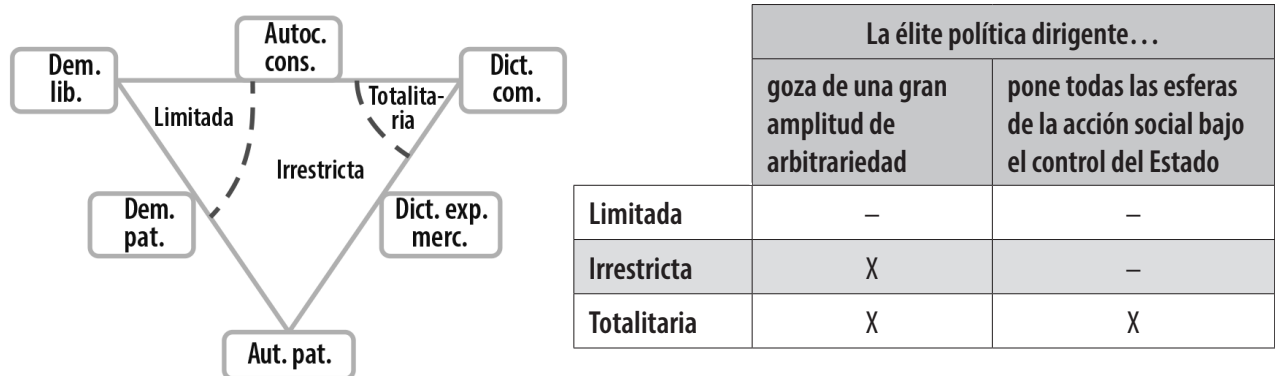 Dem.
lib.
Autoc.
cons.
Dict.
com.
Limitada
Totalita-
ria
Irrestricta
Dem.
pat.
Dict. exp.
merc.
Aut. pat.
La élite política dirigente…
goza de una gran
amplitud de
arbitrariedad
pone todas las esferas
de la acción social bajo
el control del Estado
Limitada – –
Irrestricta X –
Totalitaria X X